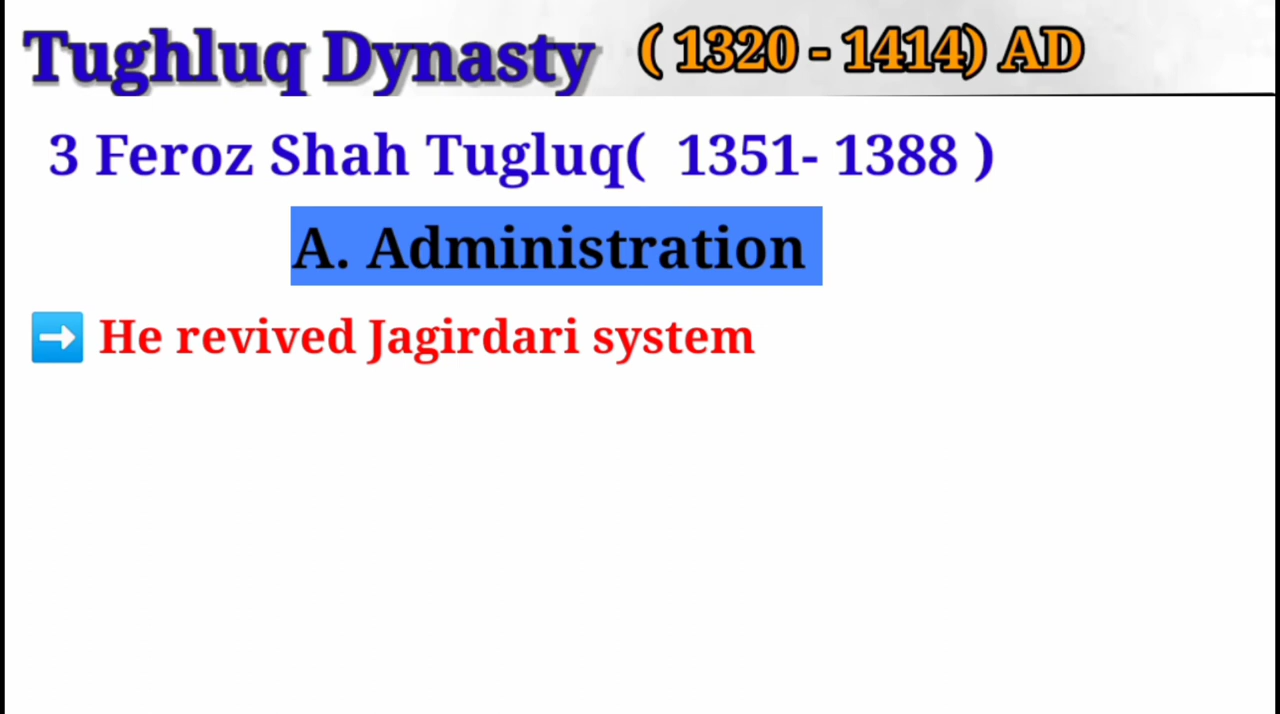 Tughluq Dynasty ( 1320 - 1414) AD
3 Feroz Shah Tugluq( 1351- 1388 )
A. Administration
➡ He revived Jagirdari system